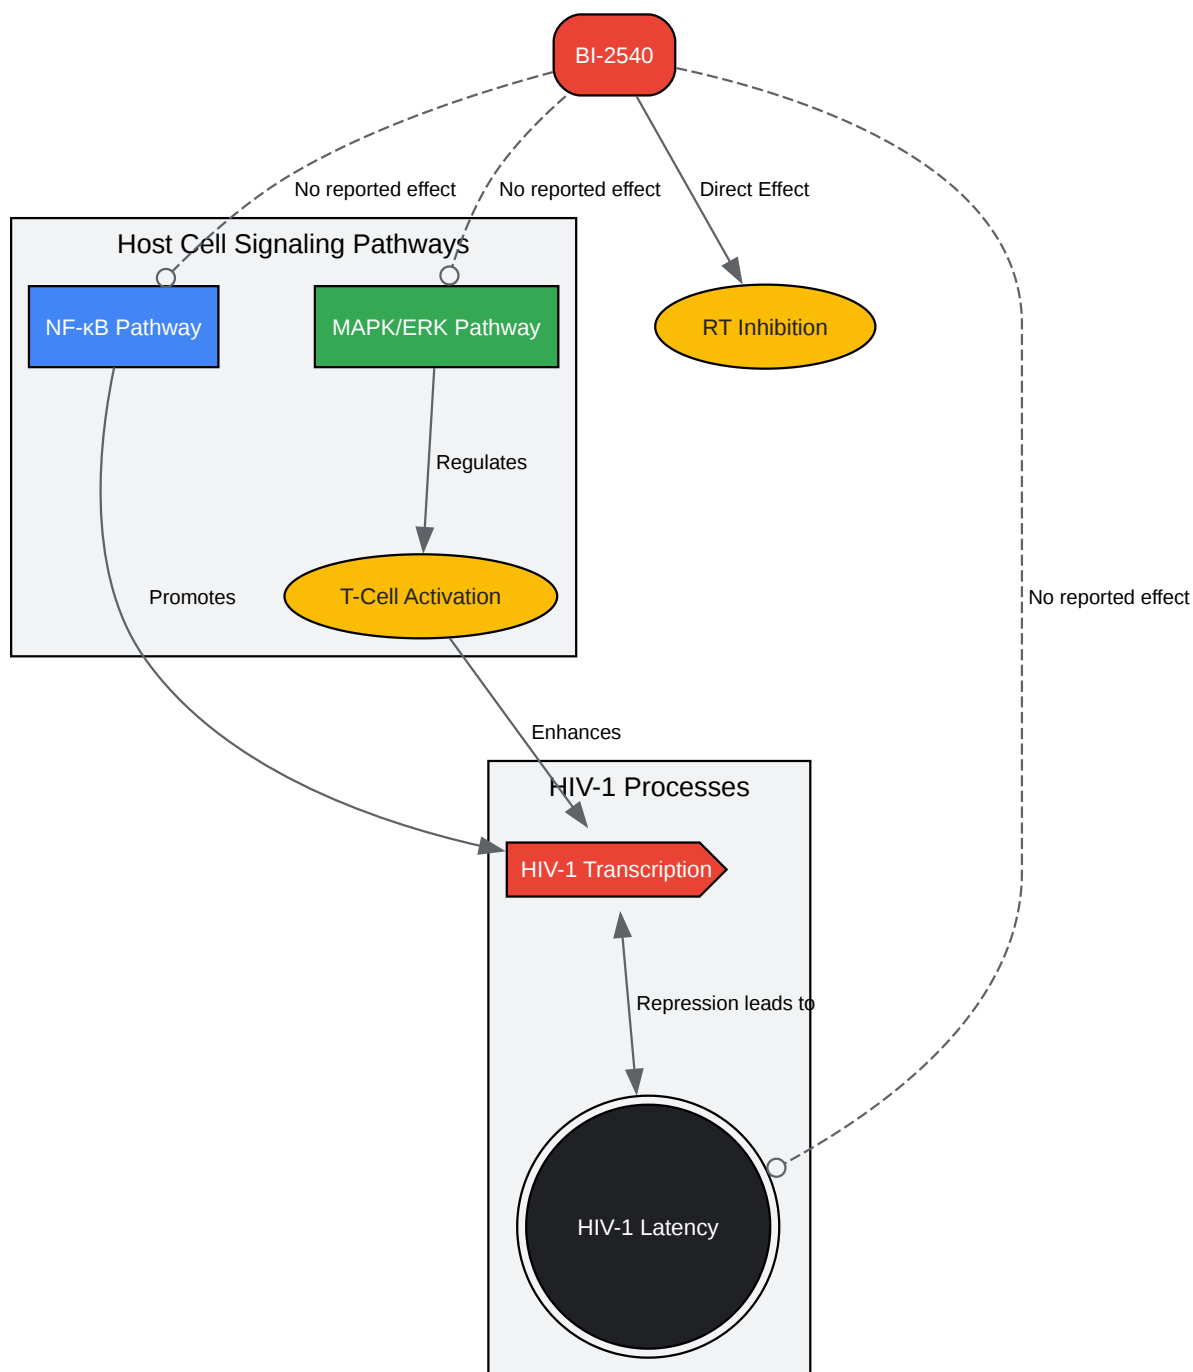 BI-2540
No reported effect
No reported effect
Direct Effect
Host Cell Signaling Pathways
NF-κB Pathway
MAPK/ERK Pathway
RT Inhibition
Regulates
Promotes
T-Cell Activation
No reported effect
Enhances
HIV-1 Processes
HIV-1 Transcription
Repression leads to
HIV-1 Latency